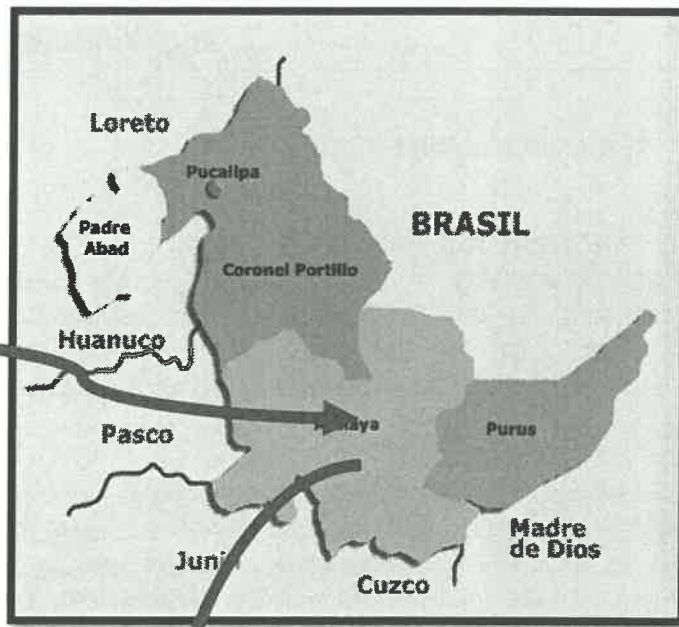 Loreto
Pucallpa
Padre
Abad
BRASIL
Coronel Portillo
Huanuco
Pasco
Purus
Madre
de Dios
Cuzco